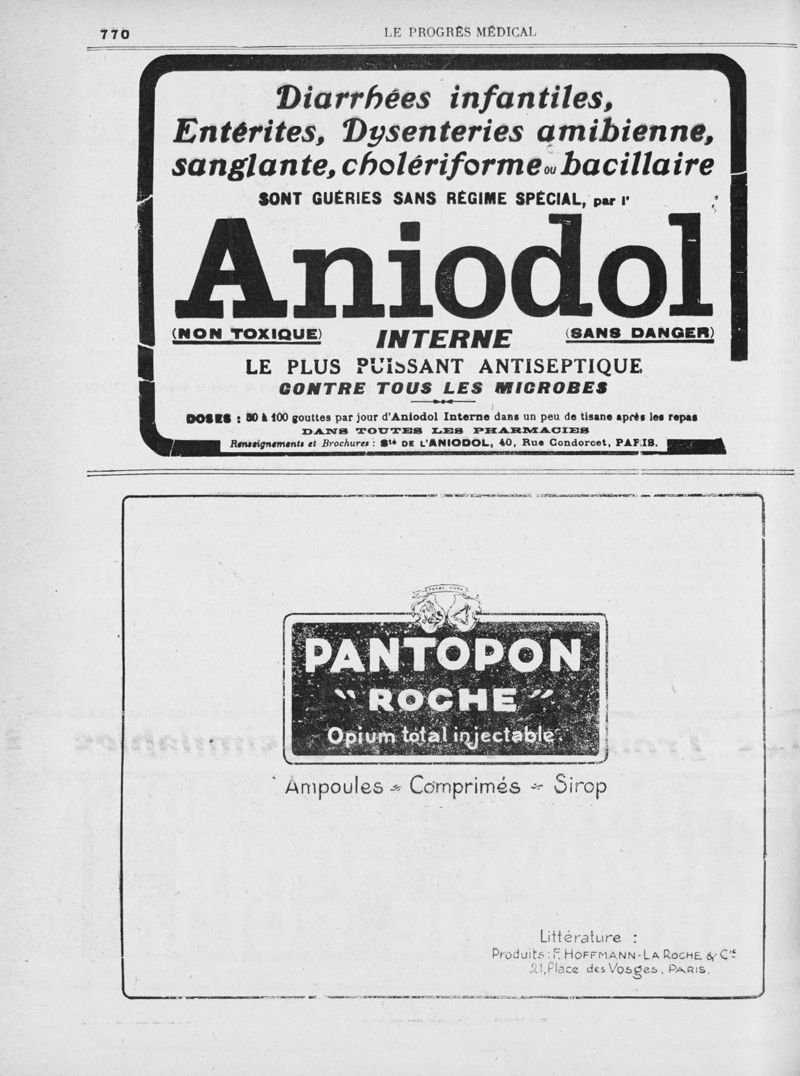 770
LE PROGRÈS MÉDICAL
Diarrhées infantiles,
Entérites, Dysenteries amibienne,
sanglante, cholériforme ou bacillaire
SONT GUÉRIES SANS RÉGIME SPÉCIAL, par l'
Aniodol
(NON TOXIQUE) INTERNE (SANS DANGER)
LE PLUS PUISSANT ANTISEPTIQUE
CONTRE TOUS LES MICROBES
DOSES : 50 à 100 gouttes par jour d'Aniodol Interne dans un peu de tisane après les repas
DANS TOUTES LES PHARMACIES
Renseignements et Brochures : Sté DE L'ANIODOL, 40, Rue Condorcet, PARIS.
PANTOPON
"ROCHE"
Opium total injectable.
Ampoules - Comprimés - Sirop
Littérature :
Produits : F. HOFFMANN-LA ROCHE & Cie
21, Place des Vosges, PARIS.